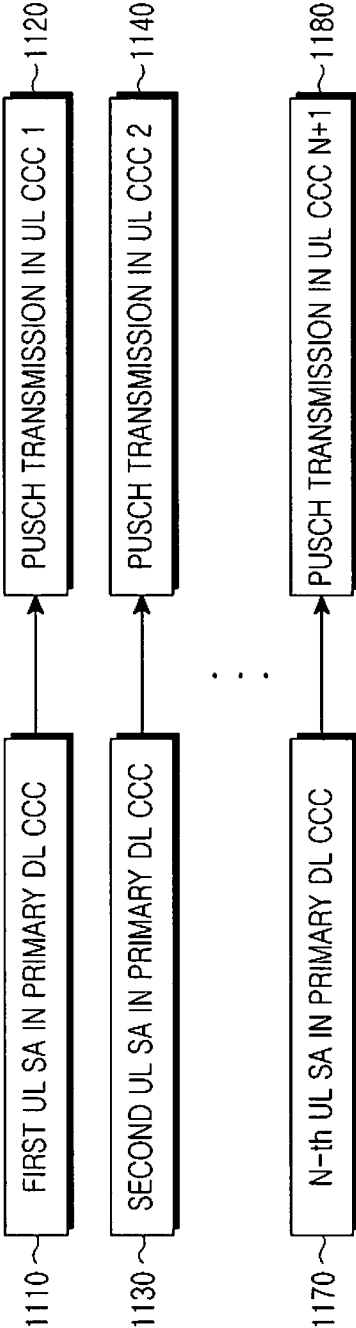 1110
FIRST UL SA IN PRIMARY DL CCC
PUSCH TRANSMISSION IN UL CCC 1
1120
1130
SECOND UL SA IN PRIMARY DL CCC
PUSCH TRANSMISSION IN UL CCC 2
1140
. . .
1170
N-th UL SA IN PRIMARY DL CCC
PUSCH TRANSMISSION IN UL CCC N+1
1180